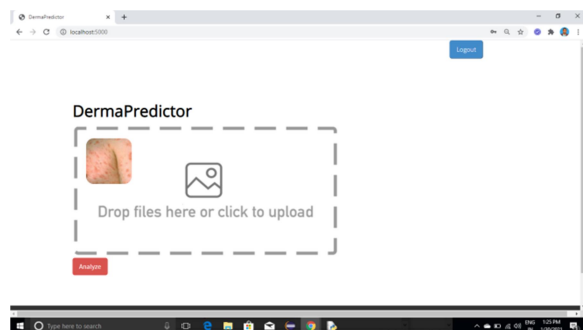 DermaPredictor
localhost:5000
Logout
DermaPredictor
Drop files here or click to upload
Analyze
Type here to search
ENG 1:25 PM